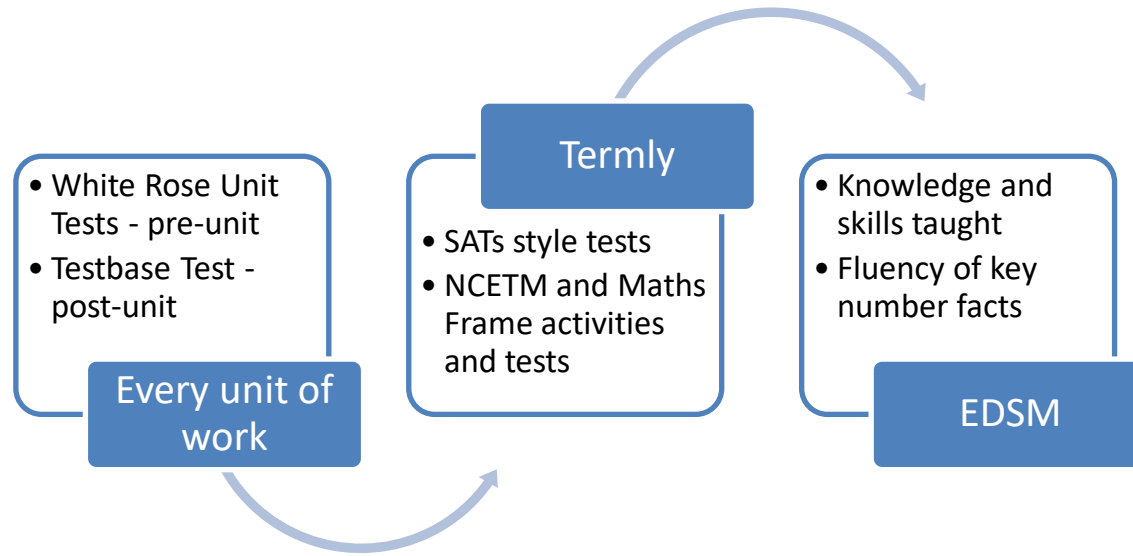 • White Rose Unit
Tests - pre-unit
• Testbase Test -
post-unit
Every unit of
work
Termly
• SATs style tests
• NCETM and Maths
Frame activities
and tests
• Knowledge and
skills taught
• Fluency of key
number facts
EDSM